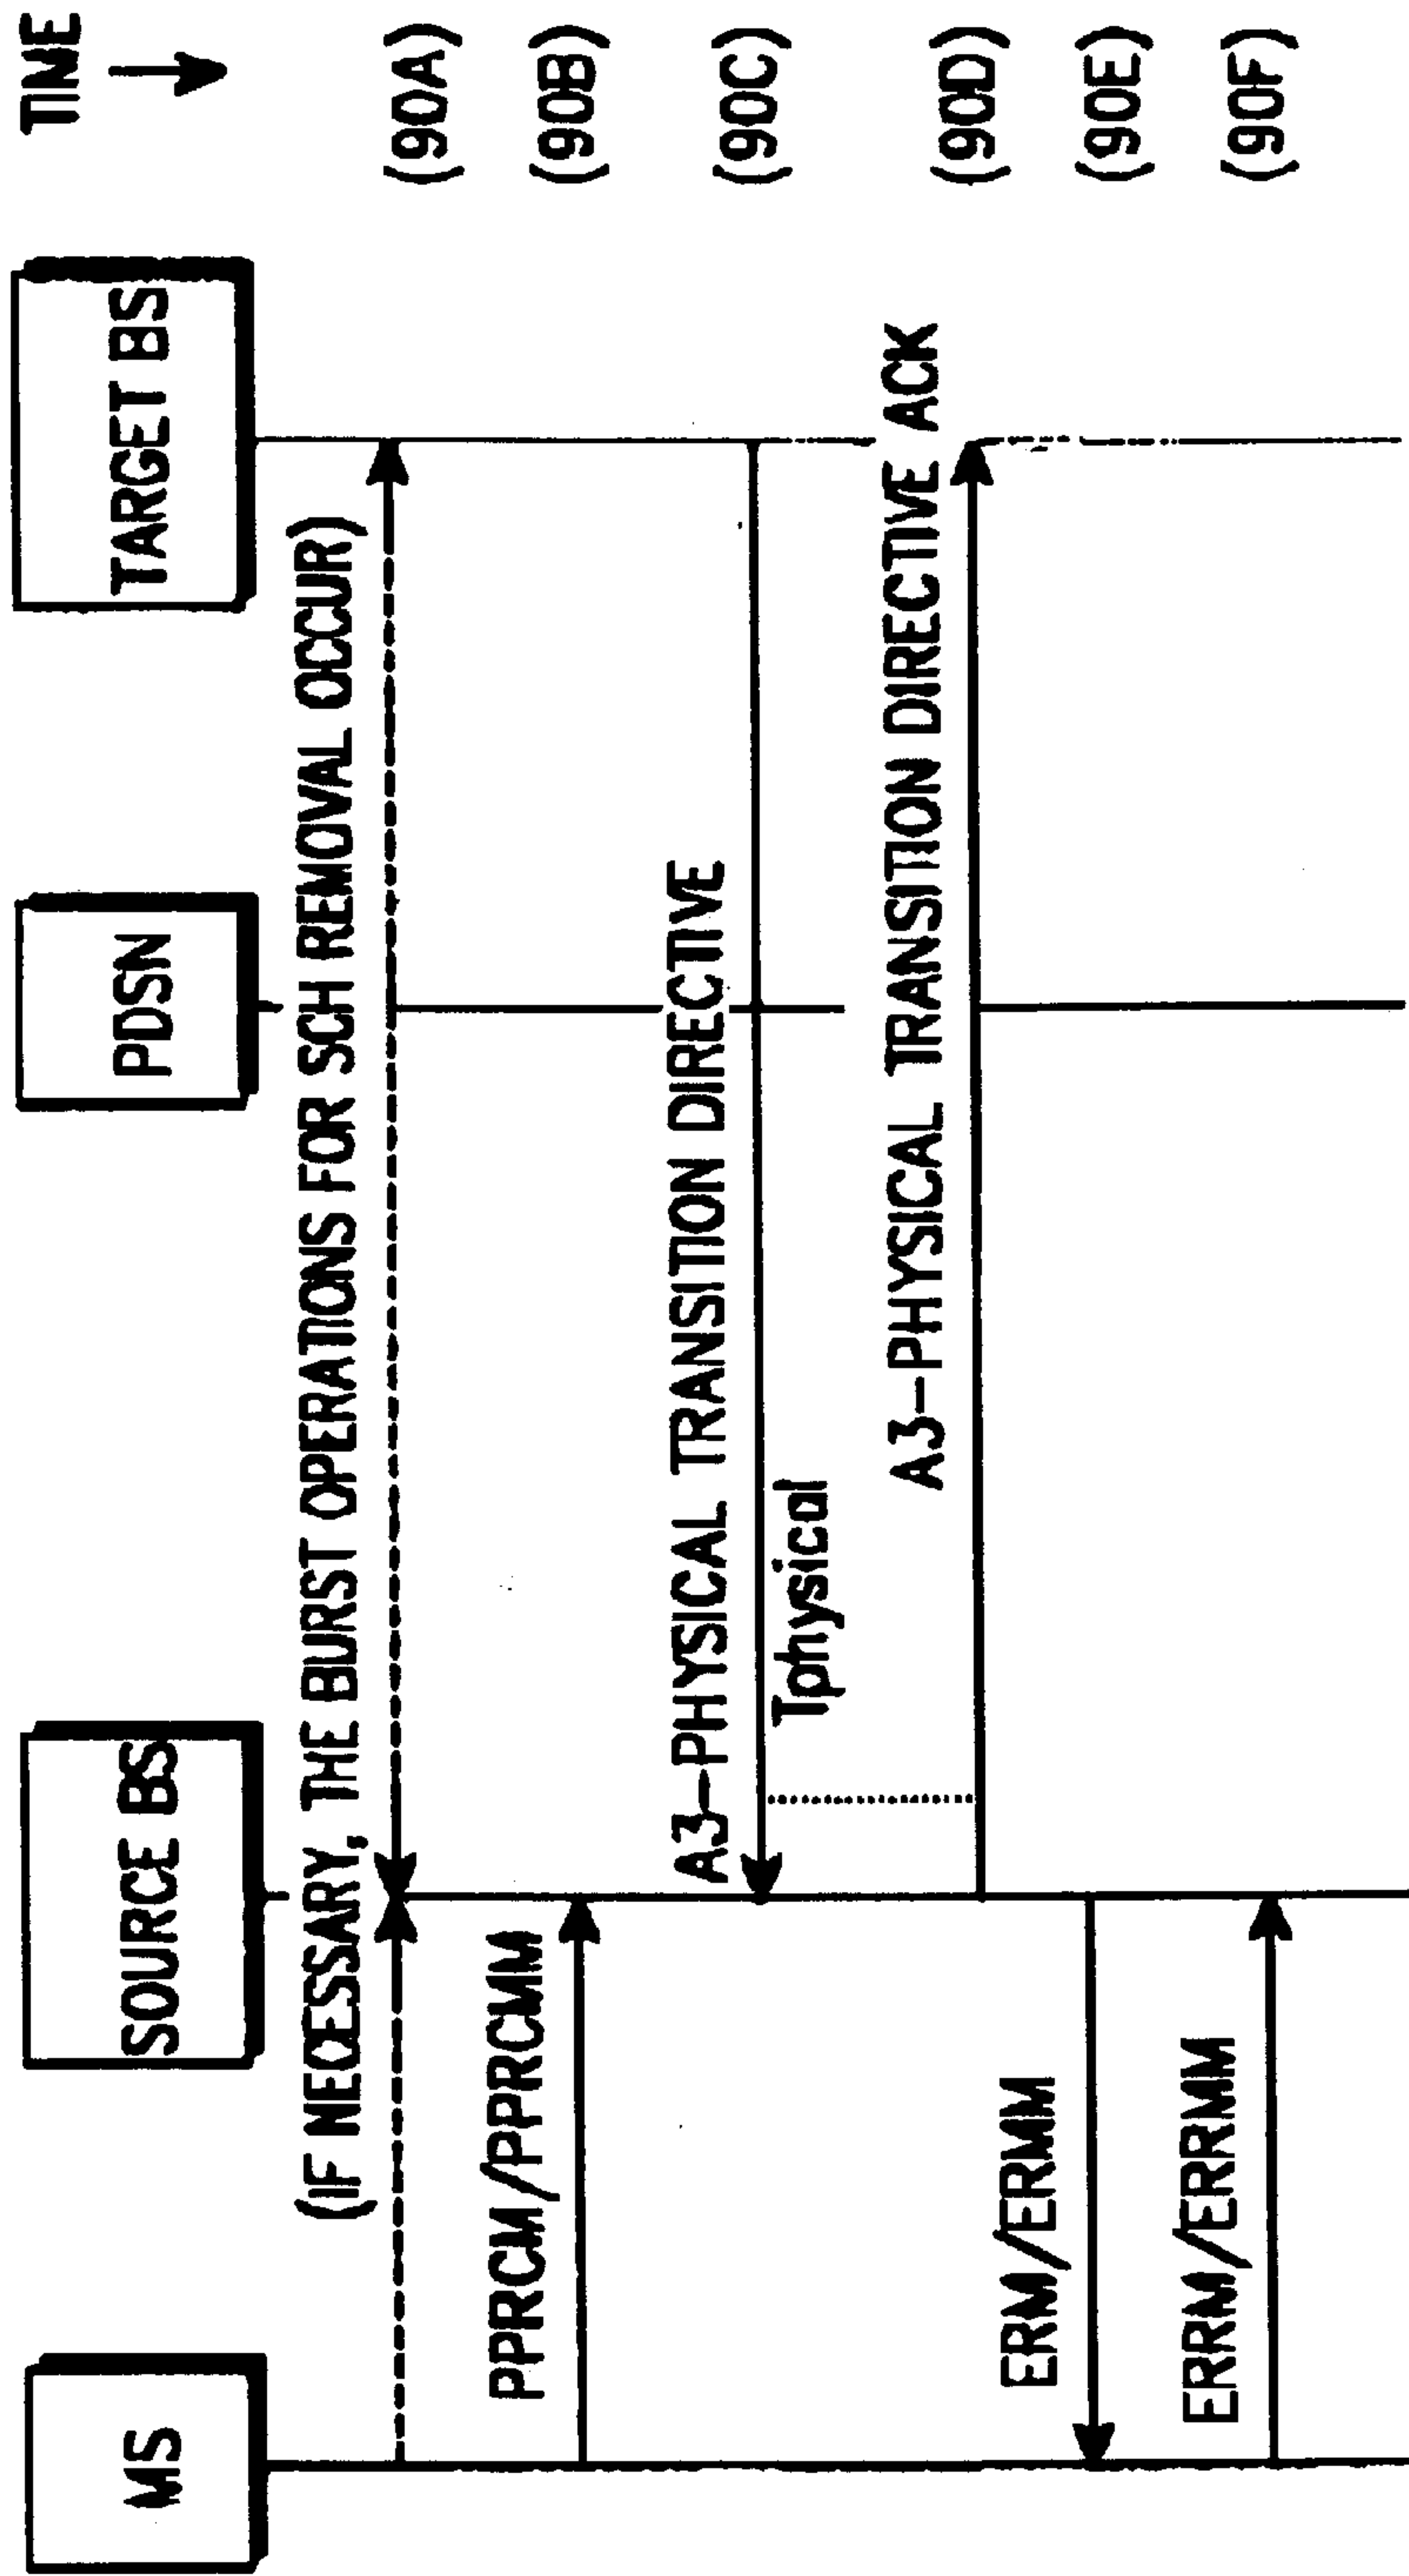 MS
SOURCE BS
PDSN
TARGET BS
TINE
(IF NECESSARY, THE BURST OPERATIONS FOR SCH REMOVAL OCCUR)
(90A)
PPRCM/PPRCMM
(90B)
A3-PHYSICAL TRANSITION DIRECTIVE
(90C)
Tphysical
A3-PHYSICAL TRANSITION DIRECTIVE ACK
(90D)
ERM/ERMM
(90E)
ERRM/ERRMM
(90F)